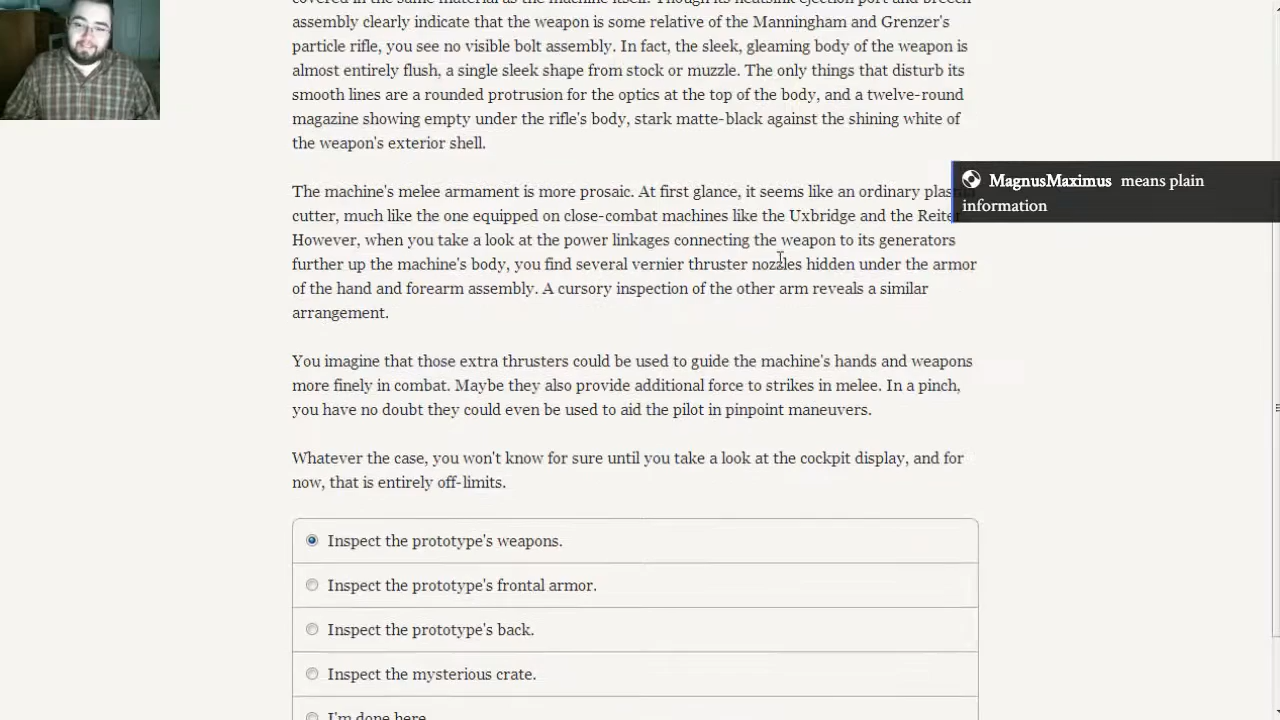 covered in the same material as the machine itself. Though its heatsink ejection port and breech
assembly clearly indicate that the weapon is some relative of the Manningham and Grenzer's
particle rifle, you see no visible bolt assembly. In fact, the sleek, gleaming body of the weapon is
almost entirely flush, a single sleek shape from stock or muzzle. The only things that disturb its
smooth lines are a rounded protrusion for the optics at the top of the body, and a twelve-round
magazine showing empty under the rifle's body, stark matte-black against the shining white of
the weapon's exterior shell.
MagnusMaximus means plain
information
The machine's melee armament is more prosaic. At first glance, it seems like an ordinary
cutter, much like the one equipped on close-combat machines like the Uxbridge and the
However, when you take a look at the power linkages connecting the weapon to its generators
further up the machine's body, you find several vernier thruster nozzles hidden under the armor
of the hand and forearm assembly. A cursory inspection of the other arm reveals a similar
arrangement.
You imagine that those extra thrusters could be used to guide the machine's hands and weapons
more finely in combat. Maybe they also provide additional force to strikes in melee. In a pinch,
you have no doubt they could even be used to aid the pilot in pinpoint maneuvers.
Whatever the case, you won't know for sure until you take a look at the cockpit display, and for
now, that is entirely off-limits.
Inspect the prototype's weapons.
Inspect the prototype's frontal armor.
Inspect the prototype's back.
Inspect the mysterious crate.
I'm done here.